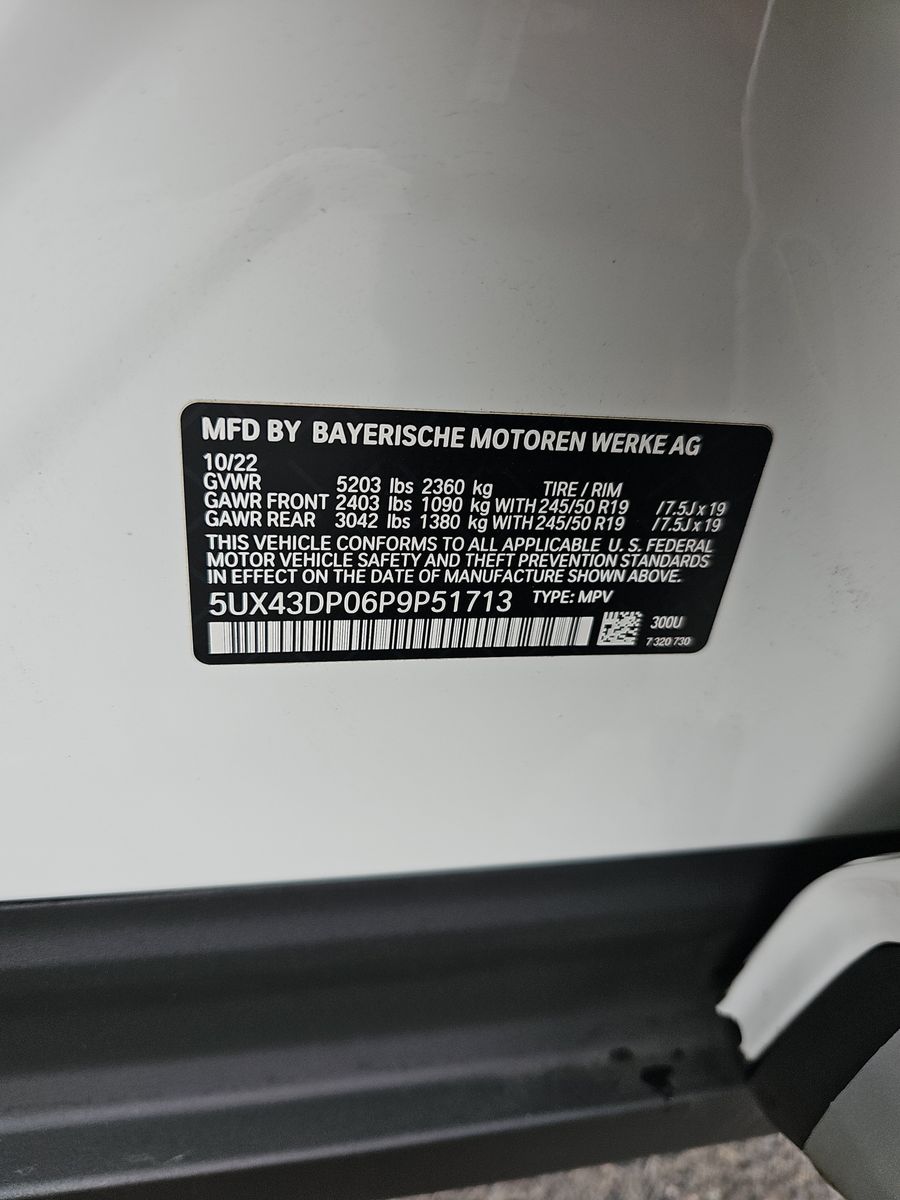 MFD BY BAYERISCHE MOTOREN WERKE AG
10/22
GVWR 5203 lbs 2360 kg TIRE / RIM
GAWR FRONT 2403 lbs 1090 kg WITH 245/50 R19 /7.5J x 19
GAWR REAR 3042 lbs 1380 kg WITH 245/50 R19 /7.5J x 19
THIS VEHICLE CONFORMS TO ALL APPLICABLE U. S. FEDERAL
MOTOR VEHICLE SAFETY AND THEFT PREVENTION STANDARDS
IN EFFECT ON THE DATE OF MANUFACTURE SHOWN ABOVE.
5UX43DP06P9P51713 TYPE: MPV
300U
7 320 730